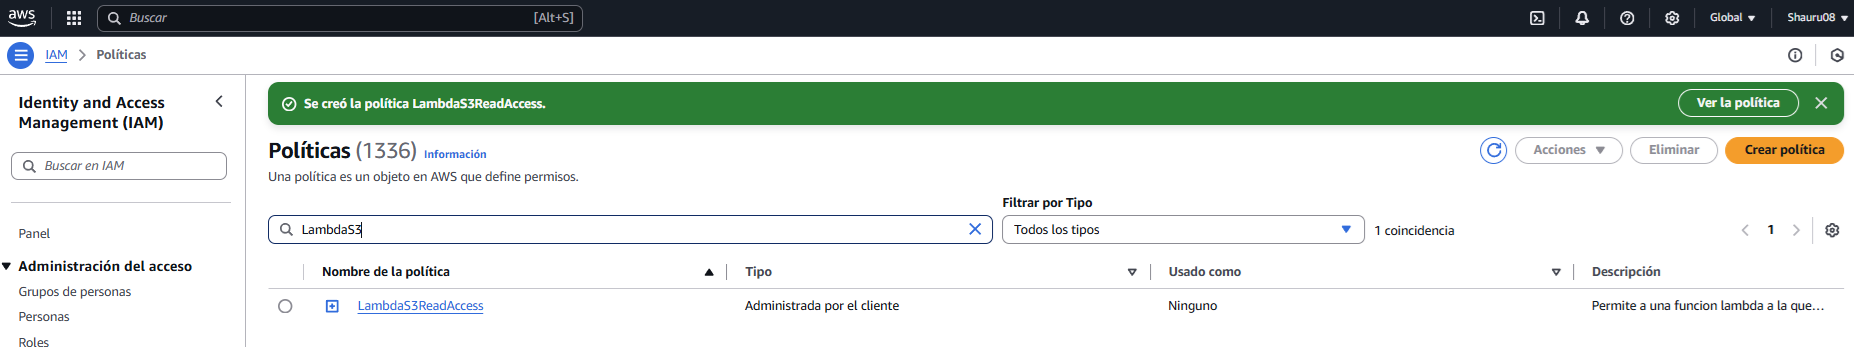 aws
Buscar [Alt+S] Global Shauru08
IAM Políticas
Identity and Access
Management (IAM)
Buscar en IAM
Panel
Administración del acceso
Grupos de personas
Personas
Roles
Se creó la política LambdaS3ReadAccess. Ver la política
Políticas (1336) Información Acciones Eliminar Crear política
Una política es un objeto en AWS que define permisos.
Filtrar por Tipo
LambdaS3 Todos los tipos 1 coincidencia 1
Nombre de la política Tipo Usado como Descripción
LambdaS3ReadAccess Administrada por el cliente Ninguno Permite a una funcion lambda a la que...